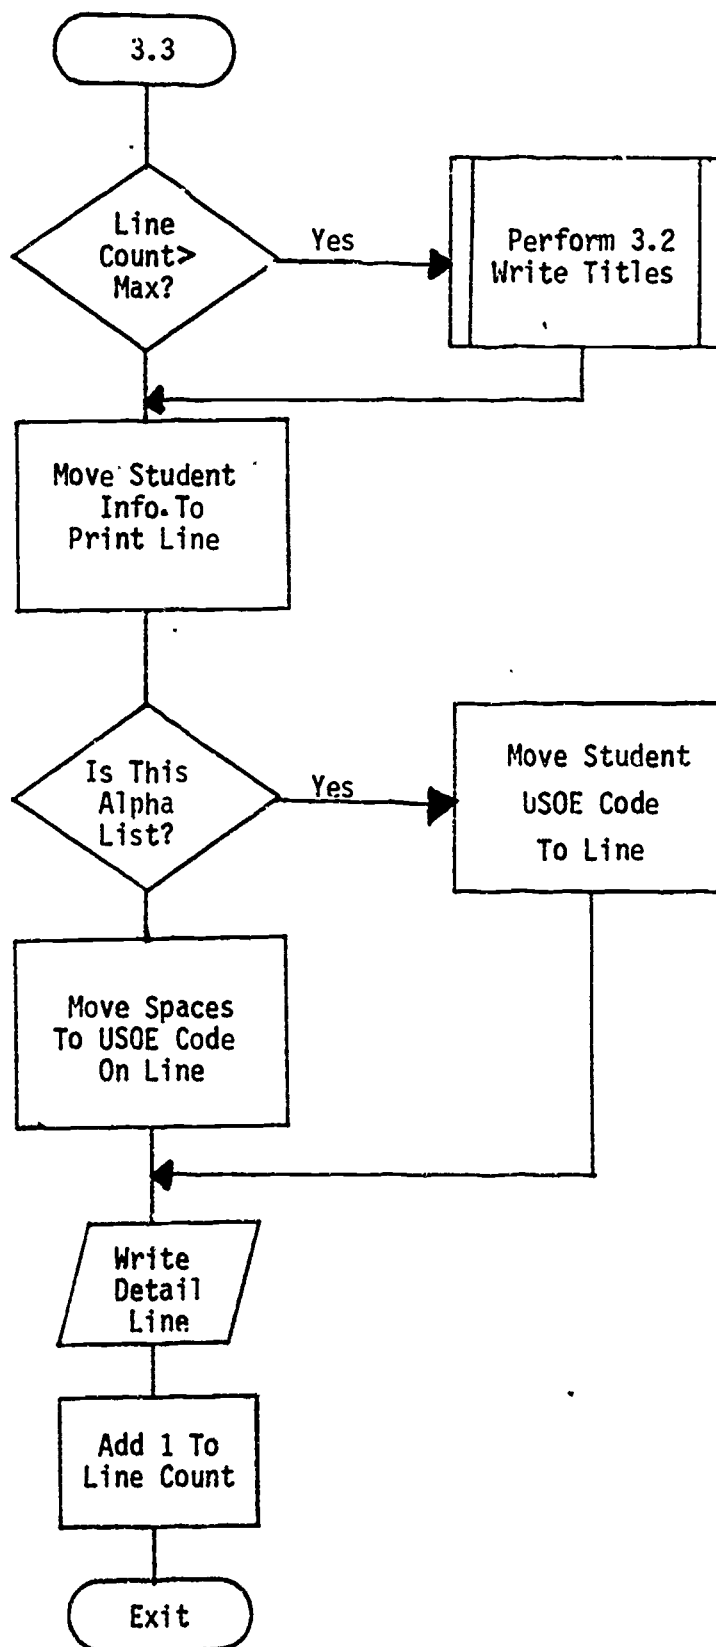 3.3
Line
Count>
Max?
Yes
Perform 3.2
Write Titles
Move Student
Info. To
Print Line
Is This
Alpha
List?
Yes
Move Student
USOE Code
To Line
Move Spaces
To USOE Code
On Line
Write
Detail
Line
Add 1 To
Line Count
Exit